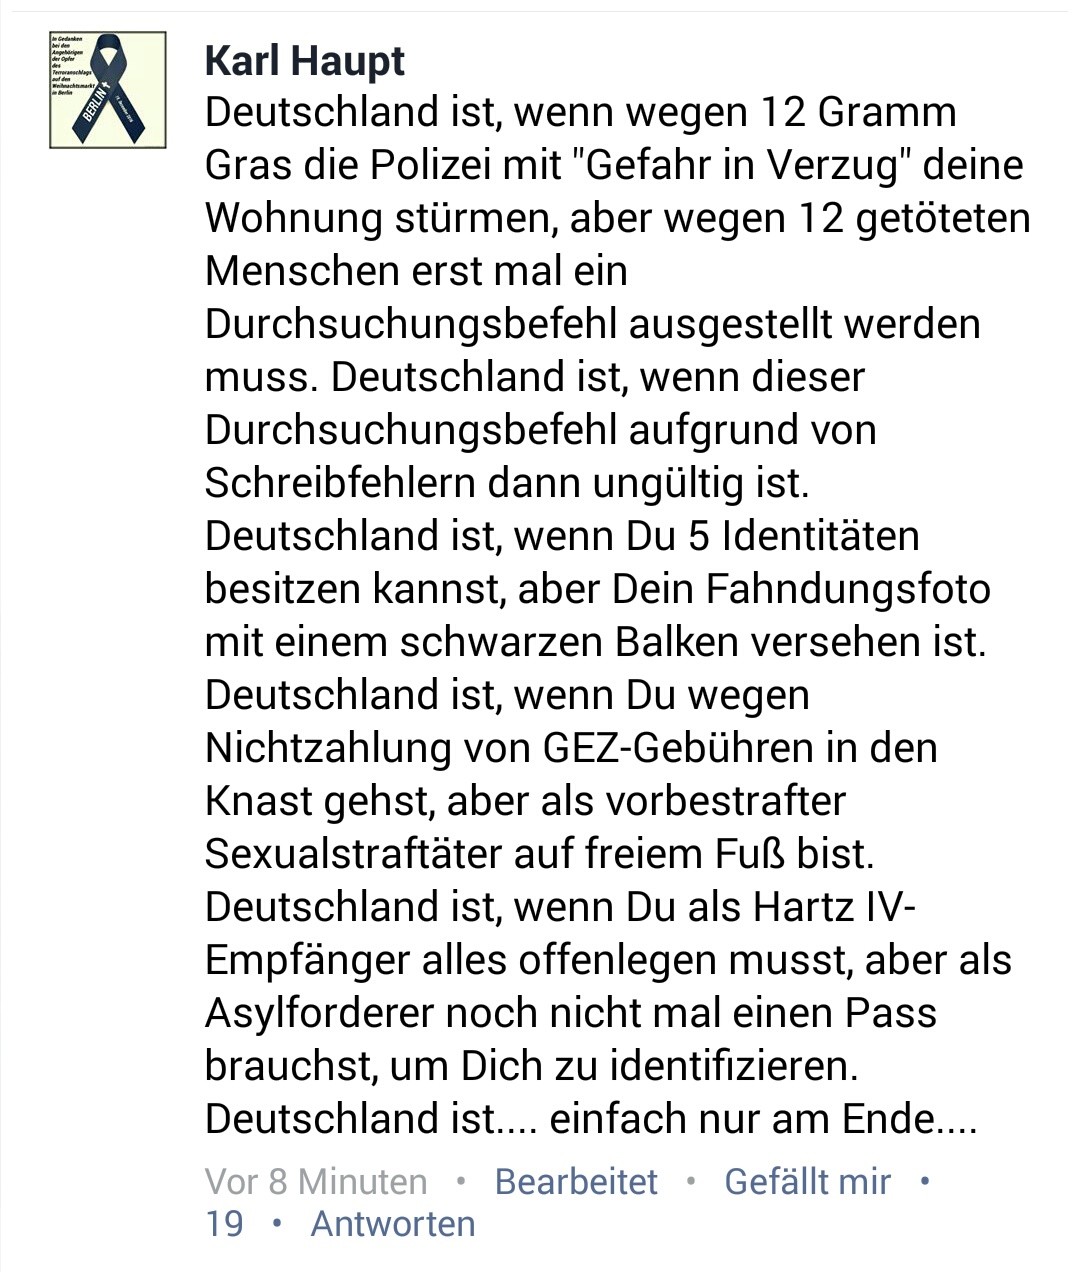 In Gedanken
bei den
Angehörigen
der Opfer
des
Terroranschlags
auf den
Weihnachtsmarkt
in Berlin
BERLIN
Karl Haupt
Deutschland ist, wenn wegen 12 Gramm
Gras die Polizei mit "Gefahr in Verzug" deine
Wohnung stürmen, aber wegen 12 getöteten
Menschen erst mal ein
Durchsuchungsbefehl ausgestellt werden
muss. Deutschland ist, wenn dieser
Durchsuchungsbefehl aufgrund von
Schreibfehlern dann ungültig ist.
Deutschland ist, wenn Du 5 Identitäten
besitzen kannst, aber Dein Fahndungsfoto
mit einem schwarzen Balken versehen ist.
Deutschland ist, wenn Du wegen
Nichtzahlung von GEZ-Gebühren in den
Knast gehst, aber als vorbestrafter
Sexualstraftäter auf freiem Fuß bist.
Deutschland ist, wenn Du als Hartz IV-
Empfänger alles offenlegen musst, aber als
Asylforderer noch nicht mal einen Pass
brauchst, um Dich zu identifizieren.
Deutschland ist.... einfach nur am Ende....
Vor 8 Minuten • Bearbeitet • Gefällt mir •
19 • Antworten